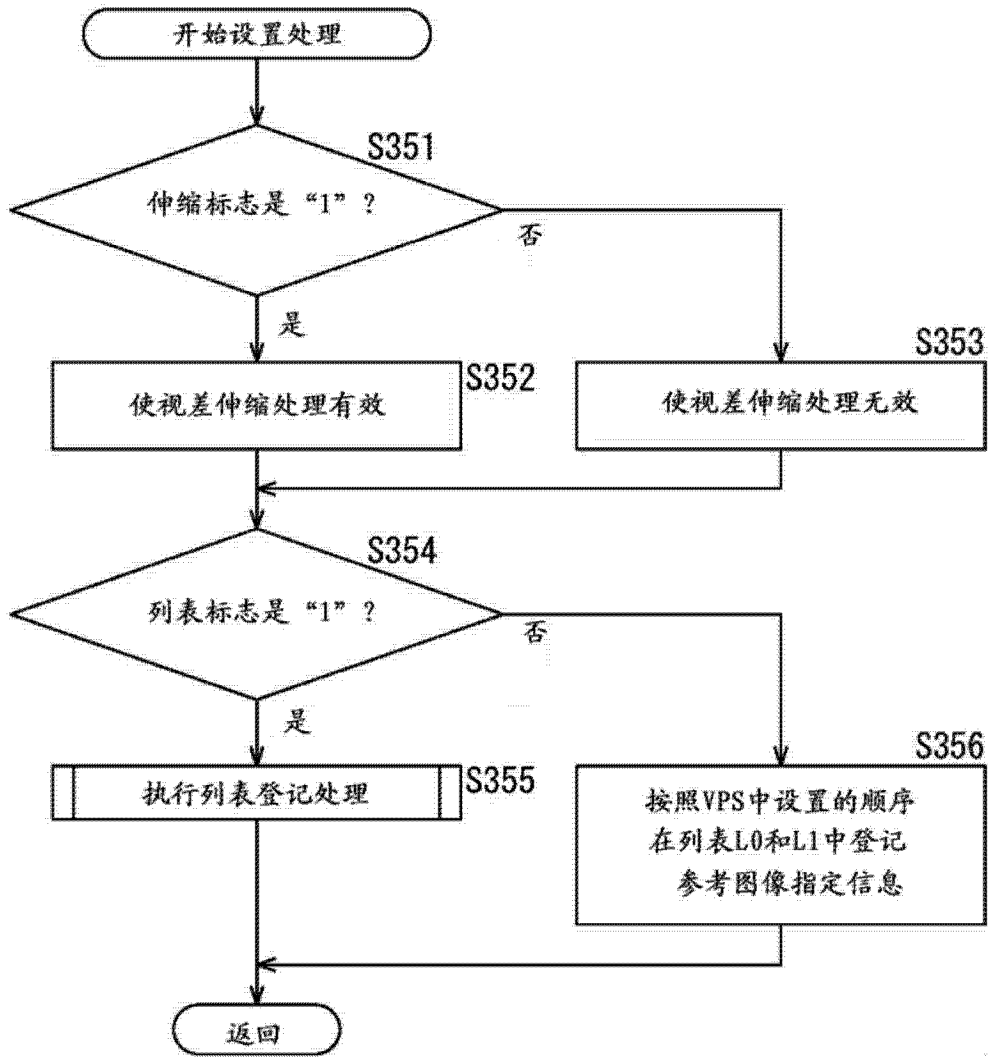 开始设置处理
S351
伸缩标志是“1”？
否
是
S352
使视差伸缩处理有效
S353
使视差伸缩处理无效
S354
列表标志是“1”？
否
是
S355
执行列表登记处理
S356
按照VPS中设置的顺序
在列表L0和L1中登记
参考图像指定信息
返回